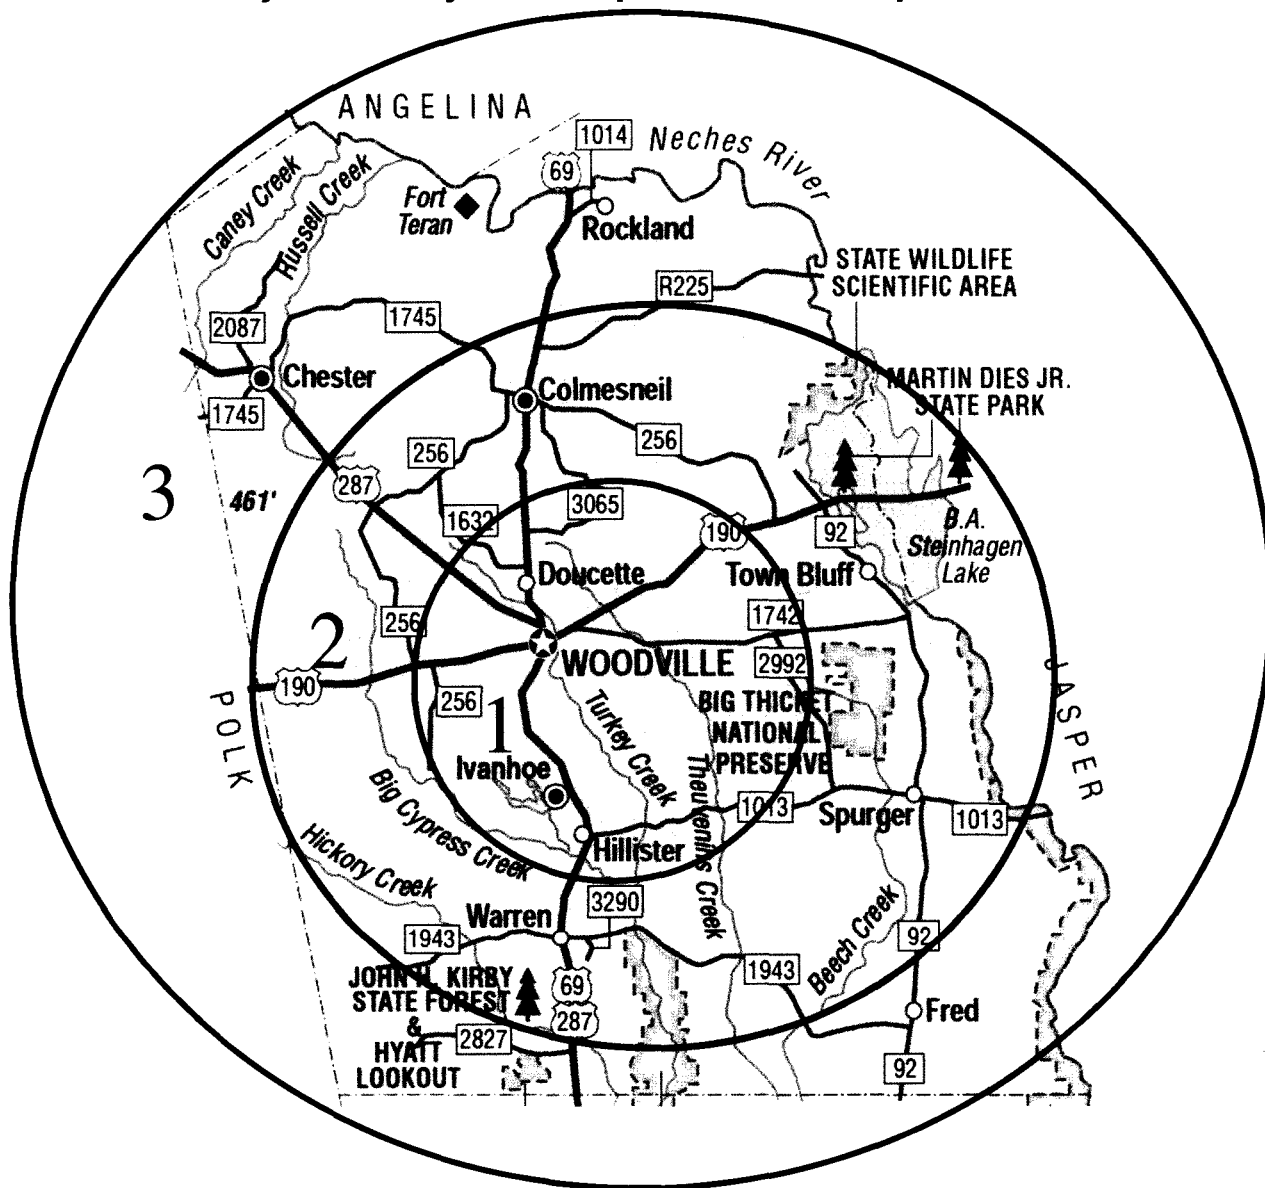 ANGELINA
1014
Neches River
69
Caney Creek
Russell Creek
Fort
Teran
Rockland
STATE WILDLIFE
SCIENTIFIC AREA
R225
2087
1745
Chester
Colmesneil
MARTIN DIES JR.
STATE PARK
1745
256
256
3
461'
287
1632
3065
190
92
B.A.
Steinhagen
Lake
Doucette
Town Bluff
256
1742
2
WOODVILLE
2992
190
256
POLK
JASPER
1
BIG THICKET
NATIONAL
PRESERVE
Turkey Creek
Ivanhoe
Big Cypress Creek
Theuvenins Creek
1013
Spurger
1013
Hickory Creek
Hillister
3290
Warren
1943
92
Beech Creek
1943
JOHN H. KIRBY
STATE FOREST
&
HYATT
LOOKOUT
69
287
Fred
2827
92